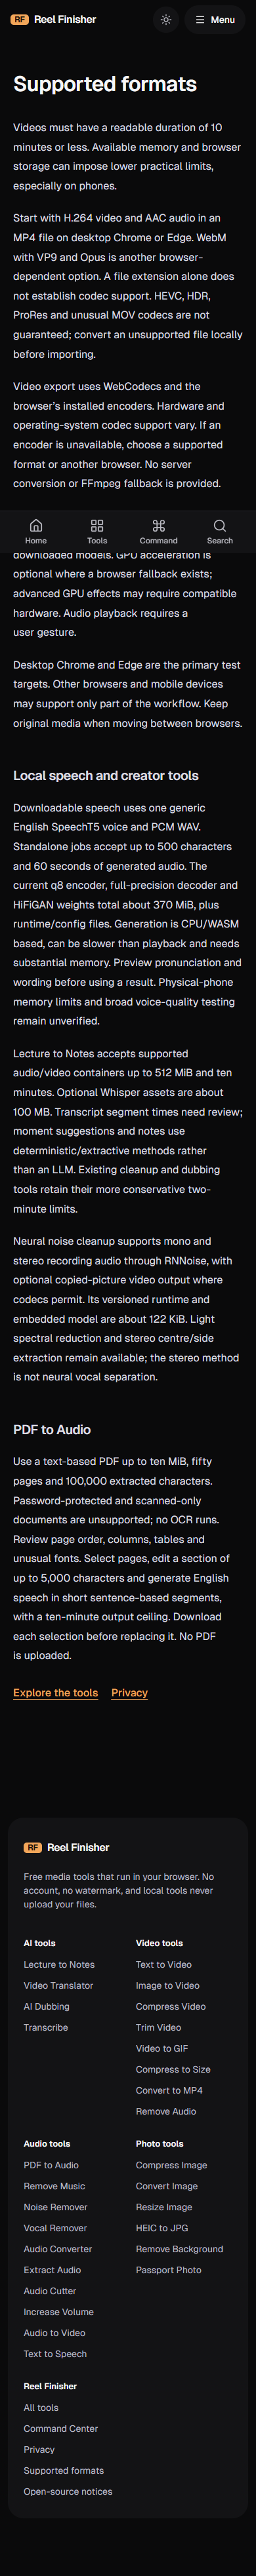 RF Reel Finisher
Menu
Supported formats
Videos must have a readable duration of 10
minutes or less. Available memory and browser
storage can impose lower practical limits,
especially on phones.
Start with H.264 video and AAC audio in an
MP4 file on desktop Chrome or Edge. WebM
with VP9 and Opus is another browser-
dependent option. A file extension alone does
not establish codec support. HEVC, HDR,
ProRes and unusual MOV codecs are not
guaranteed; convert an unsupported file locally
before importing.
Video export uses WebCodecs and the
browser's installed encoders. Hardware and
operating-system codec support vary. If an
encoder is unavailable, choose a supported
format or another browser. No server
conversion or FFmpeg fallback is provided.
Home
Tools
Command
Search
downloaded models. GPU acceleration is
optional where a browser fallback exists;
advanced GPU effects may require compatible
hardware. Audio playback requires a
user gesture.
Desktop Chrome and Edge are the primary test
targets. Other browsers and mobile devices
may support only part of the workflow. Keep
original media when moving between browsers.
Local speech and creator tools
Downloadable speech uses one generic
English SpeechT5 voice and PCM WAV.
Standalone jobs accept up to 500 characters
and 60 seconds of generated audio. The
current q8 encoder, full-precision decoder and
HiFiGAN weights total about 370 MiB, plus
runtime/config files. Generation is CPU/WASM
based, can be slower than playback and needs
substantial memory. Preview pronunciation and
wording before using a result. Physical-phone
memory limits and broad voice-quality testing
remain unverified.
Lecture to Notes accepts supported
audio/video containers up to 512 MiB and ten
minutes. Optional Whisper assets are about
100 MB. Transcript segment times need review;
moment suggestions and notes use
deterministic/extractive methods rather
than an LLM. Existing cleanup and dubbing
tools retain their more conservative two-
minute limits.
Neural noise cleanup supports mono and
stereo recording audio through RNNoise, with
optional copied-picture video output where
codecs permit. Its versioned runtime and
embedded model are about 122 KiB. Light
spectral reduction and stereo centre/side
extraction remain available; the stereo method
is not neural vocal separation.
PDF to Audio
Use a text-based PDF up to ten MiB, fifty
pages and 100,000 extracted characters.
Password-protected and scanned-only
documents are unsupported; no OCR runs.
Review page order, columns, tables and
unusual fonts. Select pages, edit a section of
up to 5,000 characters and generate English
speech in short sentence-based segments,
with a ten-minute output ceiling. Download
each selection before replacing it. No PDF
is uploaded.
Explore the tools Privacy
RF Reel Finisher
Free media tools that run in your browser. No
account, no watermark, and local tools never
upload your files.
AI tools
Lecture to Notes
Video Translator
AI Dubbing
Transcribe
Video tools
Text to Video
Image to Video
Compress Video
Trim Video
Video to GIF
Compress to Size
Convert to MP4
Remove Audio
Audio tools
PDF to Audio
Remove Music
Noise Remover
Vocal Remover
Audio Converter
Extract Audio
Audio Cutter
Increase Volume
Audio to Video
Text to Speech
Photo tools
Compress Image
Convert Image
Resize Image
HEIC to JPG
Remove Background
Passport Photo
Reel Finisher
All tools
Command Center
Privacy
Supported formats
Open-source notices